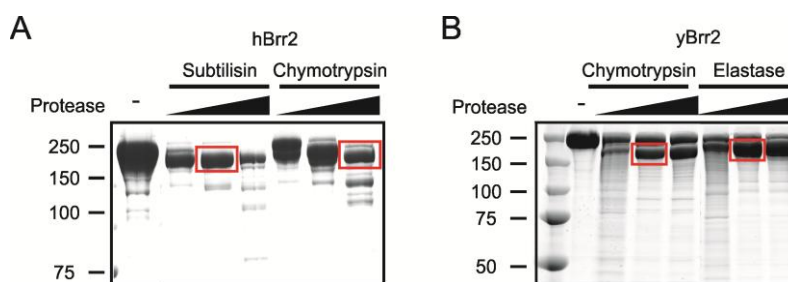 A
hBrr2
Subtilisin Chymotrypsin
Protease -
250
150
100
75
B
yBrr2
Chymotrypsin Elastase
Protease -
250
150
100
75
50